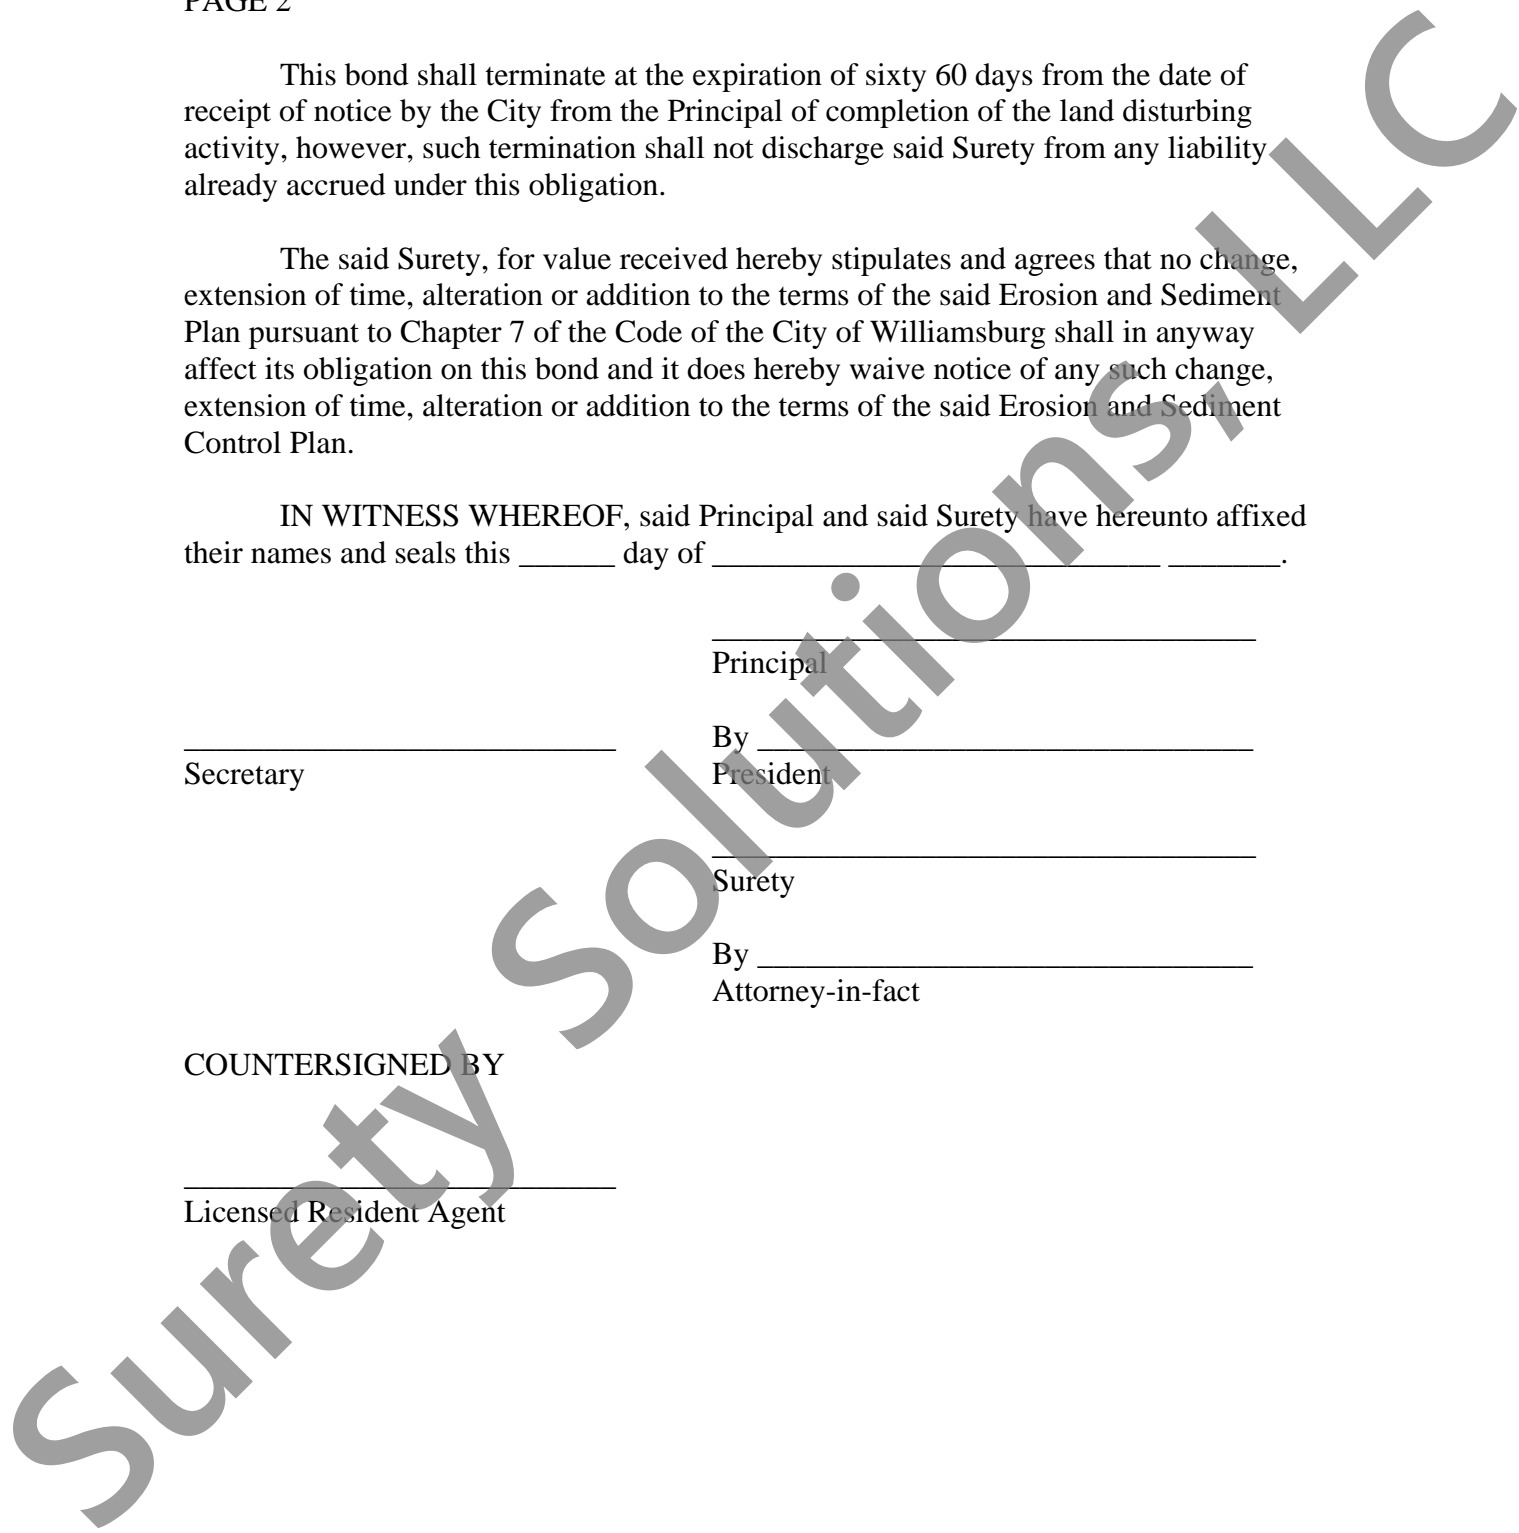 PAGE 2
This bond shall terminate at the expiration of sixty 60 days from the date of
receipt of notice by the City from the Principal of completion of the land disturbing
activity, however, such termination shall not discharge said Surety from any liability
already accrued under this obligation.
The said Surety, for value received hereby stipulates and agrees that no change,
extension of time, alteration or addition to the terms of the said Erosion and Sediment
Plan pursuant to Chapter 7 of the Code of the City of Williamsburg shall in anyway
affect its obligation on this bond and it does hereby waive notice of any such change,
extension of time, alteration or addition to the terms of the said Erosion and Sediment
Control Plan.
IN WITNESS WHEREOF, said Principal and said Surety have hereunto affixed
their names and seals this ______ day of ____________________________ _______.
__________________________________
Principal
___________________________ By _______________________________
Secretary President
__________________________________
Surety
By _______________________________
Attorney-in-fact
COUNTERSIGNED BY
___________________________
Licensed Resident Agent
Surety Solutions, LLC